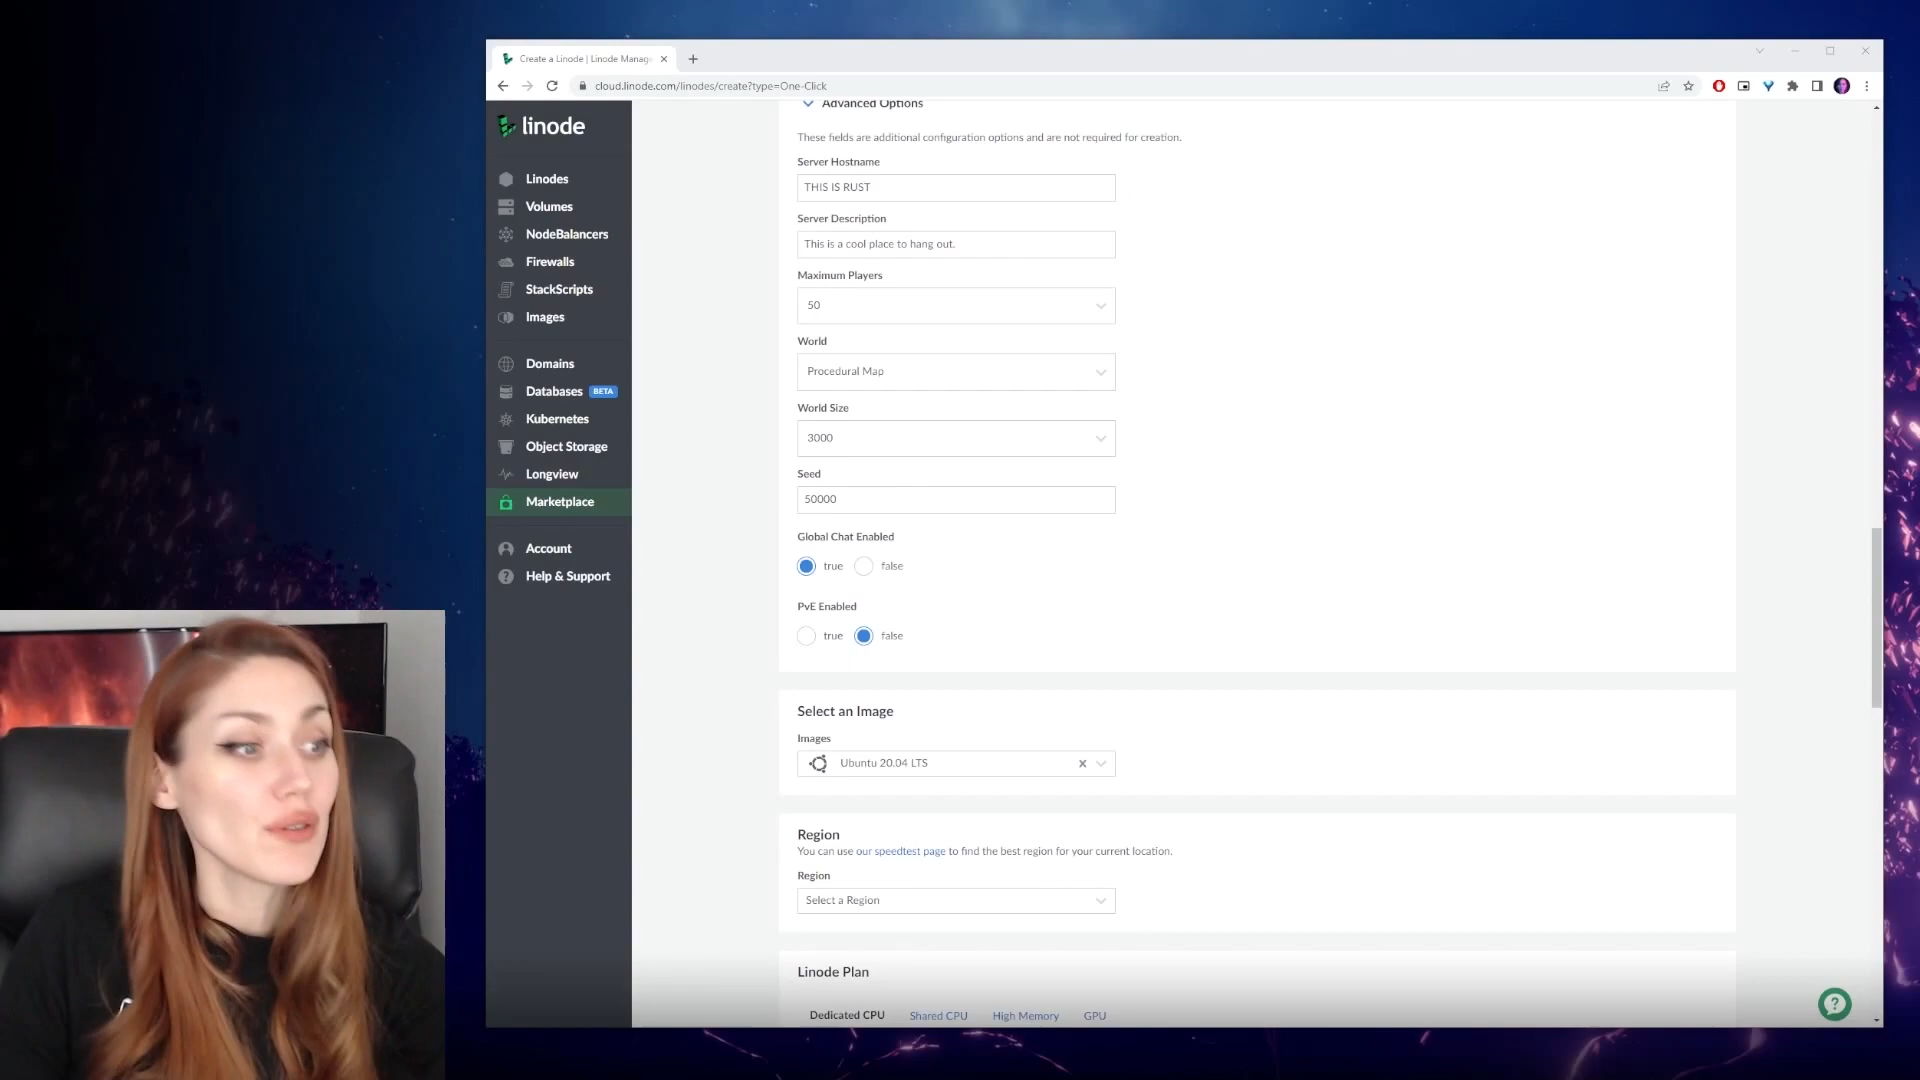 Create a Linode | Linode Manag
cloud.linode.com/linodes/create?type=One-Click
linode
Linodes
Volumes
NodeBalancers
Firewalls
StackScripts
Images
Domains
Databases BETA
Kubernetes
Object Storage
Longview
Marketplace
Account
Help & Support
Advanced Options
These fields are additional configuration options and are not required for creation.
Server Hostname
THIS IS RUST
Server Description
This is a cool place to hang out.
Maximum Players
50
World
Procedural Map
World Size
3000
Seed
50000
Global Chat Enabled
true false
PvE Enabled
true false
Select an Image
Images
Ubuntu 20.04 LTS
Region
You can use our speedtest page to find the best region for your current location.
Region
Select a Region
Linode Plan
Dedicated CPU Shared CPU High Memory GPU